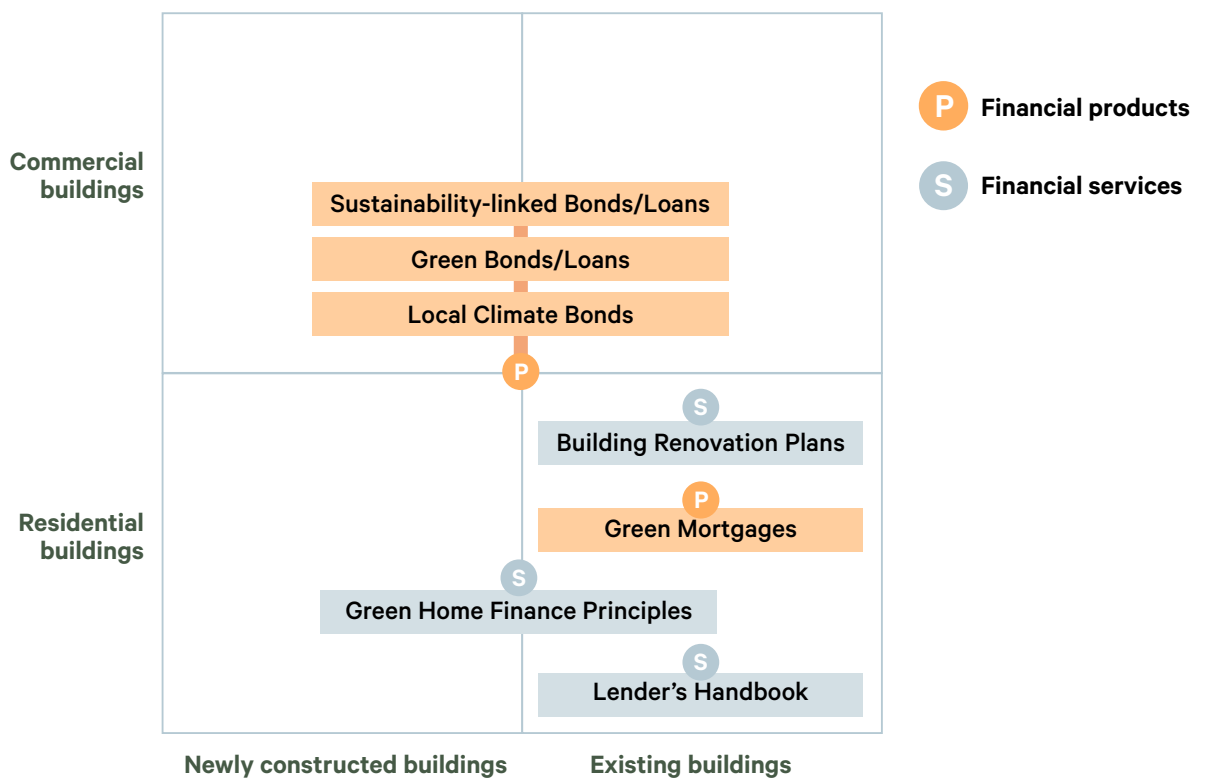 P Financial products
S Financial services
Commercial
buildings
Sustainability-linked Bonds/Loans
Green Bonds/Loans
Local Climate Bonds
P
S
Building Renovation Plans
P
Green Mortgages
Residential
buildings
S
Green Home Finance Principles
S
Lender’s Handbook
Newly constructed buildings
Existing buildings